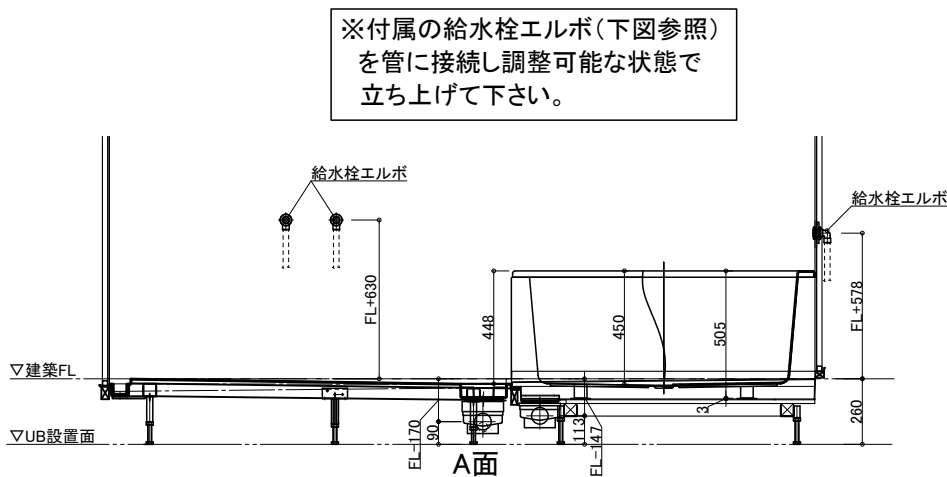 ※付属の給水栓エルボ(下図参照)
を管に接続し調整可能な状態で
立ち上げて下さい。
給水栓エルボ
給水栓エルボ
FL+630
448
450
505
FL+578
▽建築FL
3
260
FL-170
90
113
FL-147
▽UB設置面
A面